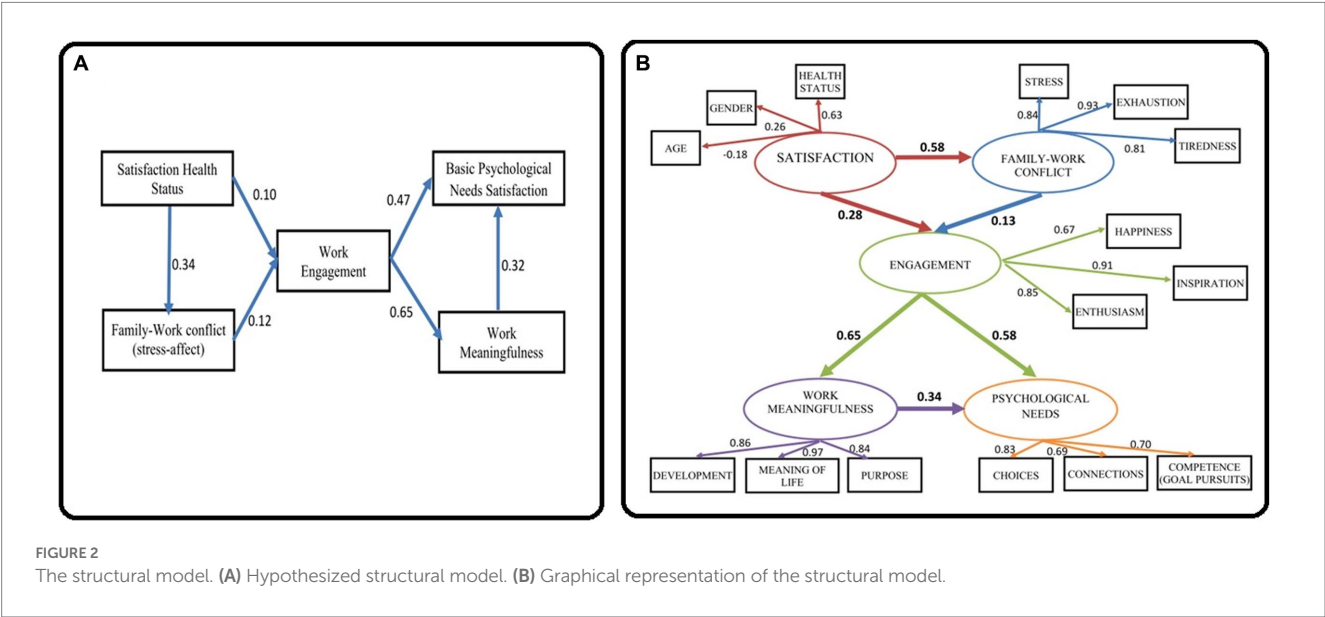 A
Satisfaction Health
Status
0.10
0.34
Family-Work conflict
(stress-affect)
0.12
Work
Engagement
0.47
0.65
Basic Psychological
Needs Satisfaction
0.32
Work
Meaningfulness
B
HEALTH
STATUS
GENDER
AGE
0.63
0.26
-0.18
SATISFACTION
0.58
STRESS
EXHAUSTION
TIREDNESS
0.84
0.93
0.81
FAMILY-WORK
CONFLICT
0.28
0.13
ENGAGEMENT
0.67
HAPPINESS
0.91
INSPIRATION
0.85
ENTHUSIASM
0.65
0.58
WORK
MEANINGFULNESS
0.34
PSYCHOLOGICAL
NEEDS
0.86
0.97
0.84
DEVELOPMENT
MEANING OF
LIFE
PURPOSE
0.83
0.69
0.70
CHOICES
CONNECTIONS
COMPETENCE
(GOAL PURSUITS)
FIGURE 2
The structural model. (A) Hypothesized structural model. (B) Graphical representation of the structural model.